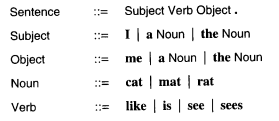 Sentence ::= Subject Verb Object .
Subject ::= I | a Noun | the Noun
Object ::= me | a Noun | the Noun
Noun ::= cat | mat | rat
Verb ::= like | is | see | sees